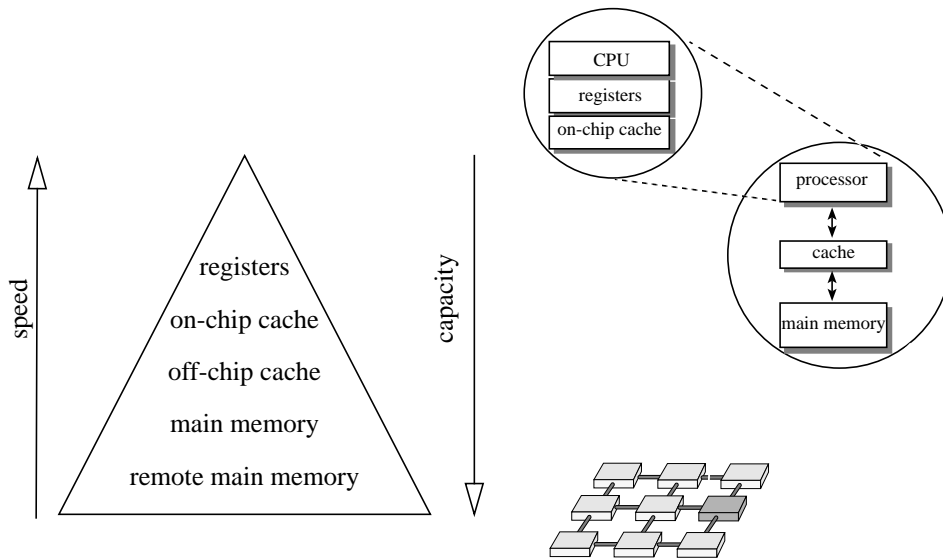 CPU
registers
on-chip cache
processor
cache
main memory
speed
capacity
registers
on-chip cache
off-chip cache
main memory
remote main memory